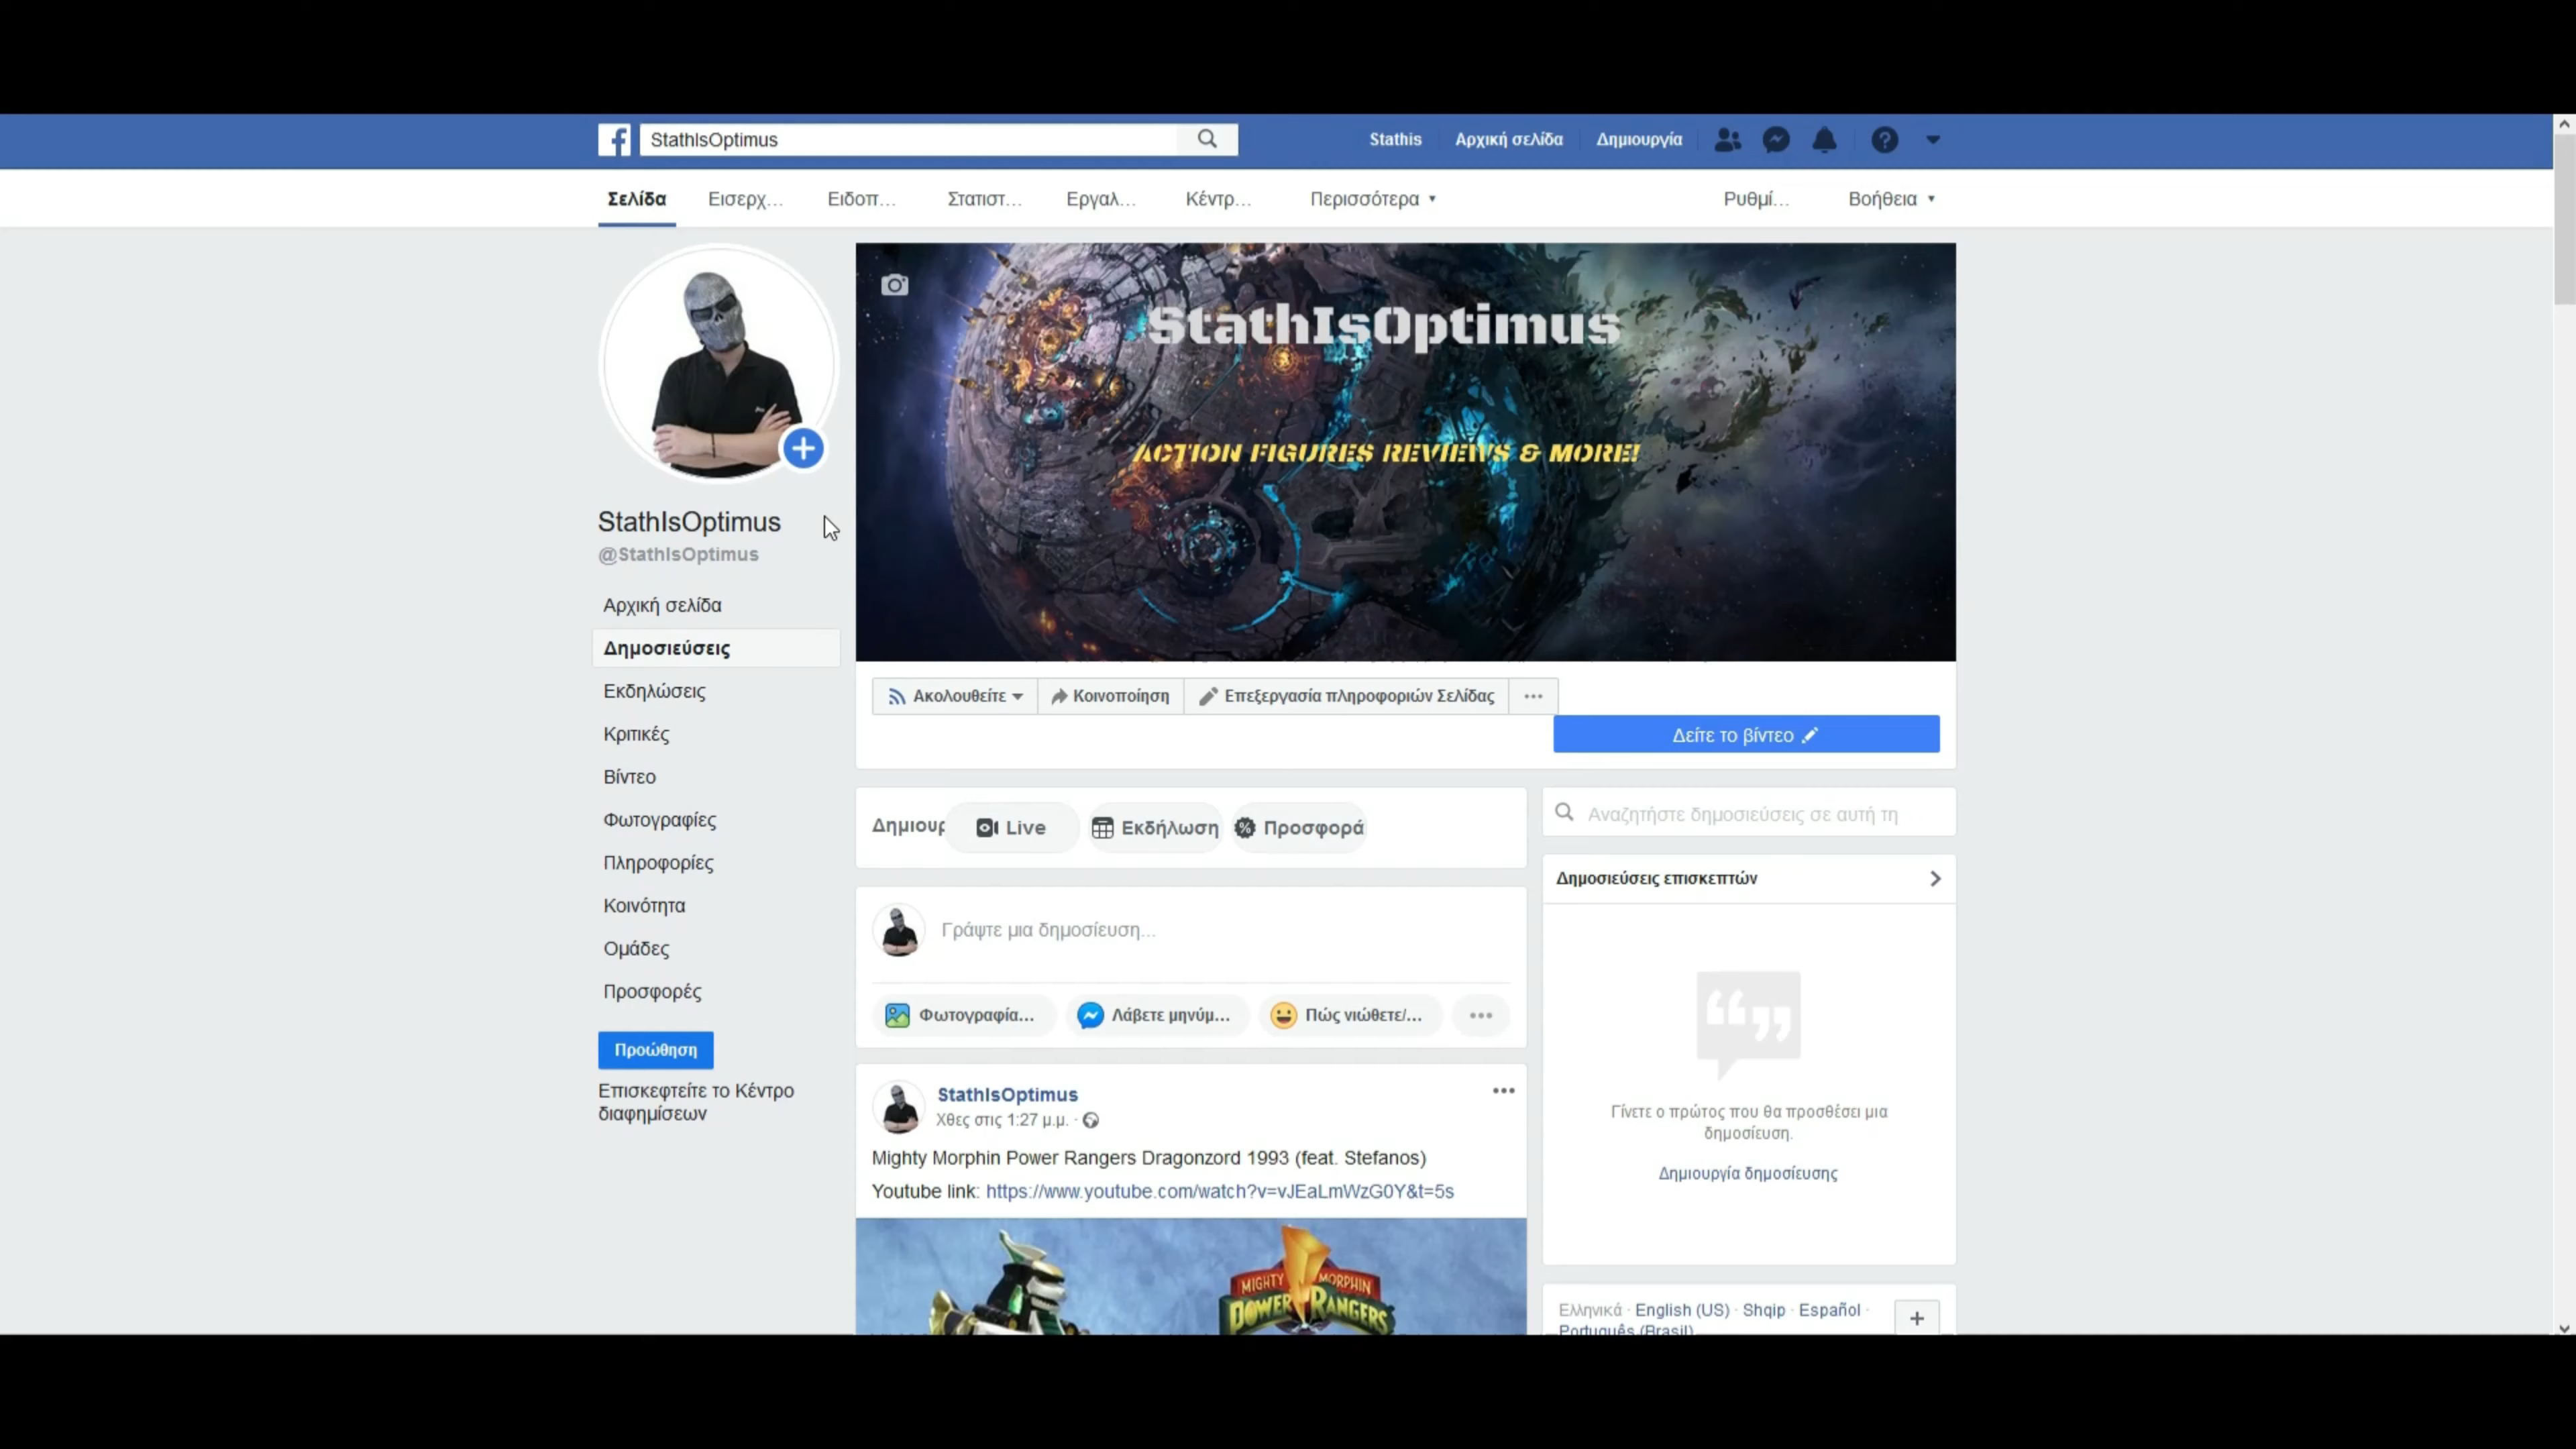 StathIsOptimus
Stathis
Αρχική σελίδα
Δημιουργία
Σελίδα
Εισερχ...
Ειδοπ...
Στατιστ...
Εργαλ...
Κέντρ...
Περισσότερα
Ρυθμί...
Βοήθεια
StathIsOptimus
ACTION FIGURES REVIEWS & MORE!
StathIsOptimus
@StathIsOptimus
Αρχική σελίδα
Δημοσιεύσεις
Εκδηλώσεις
Κριτικές
Βίντεο
Φωτογραφίες
Πληροφορίες
Κοινότητα
Ομάδες
Προσφορές
Προώθηση
Επισκεφτείτε το Κέντρο
διαφημίσεων
Ακολουθείτε
Κοινοποίηση
Επεξεργασία πληροφοριών Σελίδας
Δείτε το βίντεο
Δημιουρ
Live
Εκδήλωση
Προσφορά
Γράψτε μια δημοσίευση...
Φωτογραφία...
Λάβετε μηνύμ...
Πώς νιώθετε/...
StathIsOptimus
Χθες στις 1:27 μ.μ. ·
Mighty Morphin Power Rangers Dragonzord 1993 (feat. Stefanos)
Youtube link: https://www.youtube.com/watch?v=vJEaLmWzG0Y&t=5s
MIGHTY MORPHIN
POWER RANGERS
Αναζητήστε δημοσιεύσεις σε αυτή τη
Δημοσιεύσεις επισκεπτών
Γίνετε ο πρώτος που θα προσθέσει μια
δημοσίευση.
Δημιουργία δημοσίευσης
Ελληνικά · English (US) · Shqip · Español ·
Português (Brasil)